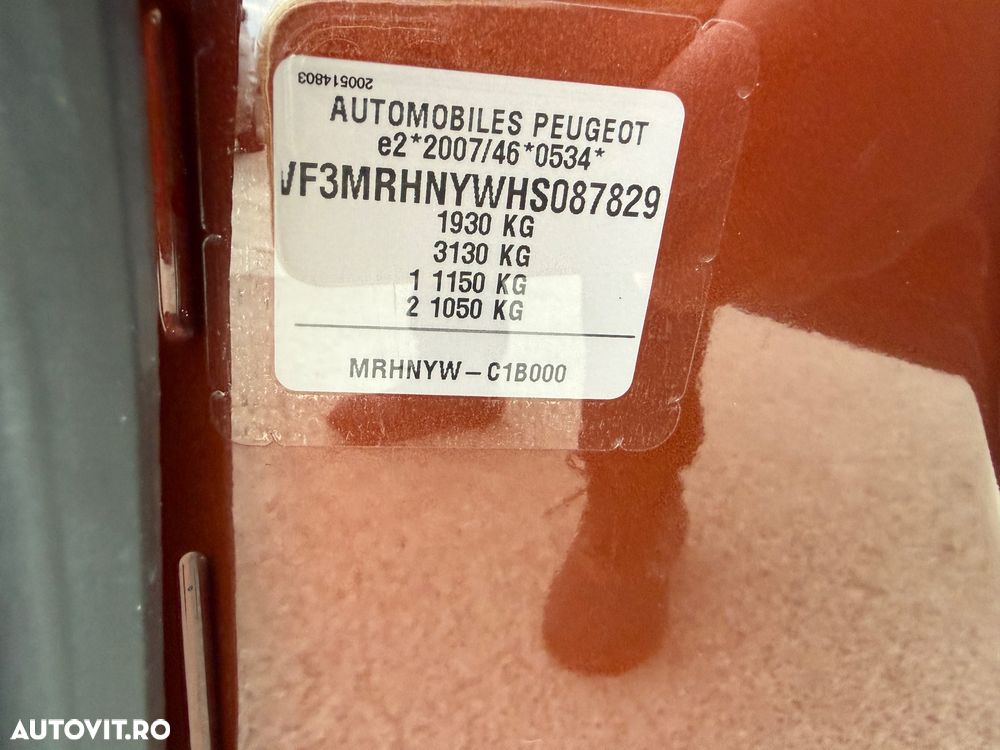 200514803
AUTOMOBILES PEUGEOT
e2*2007/46*0534*
VF3MRHNYWHS087829
1930 KG
3130 KG
1 1150 KG
2 1050 KG
MRHNYW-C1B000
AUTOVIT.RO